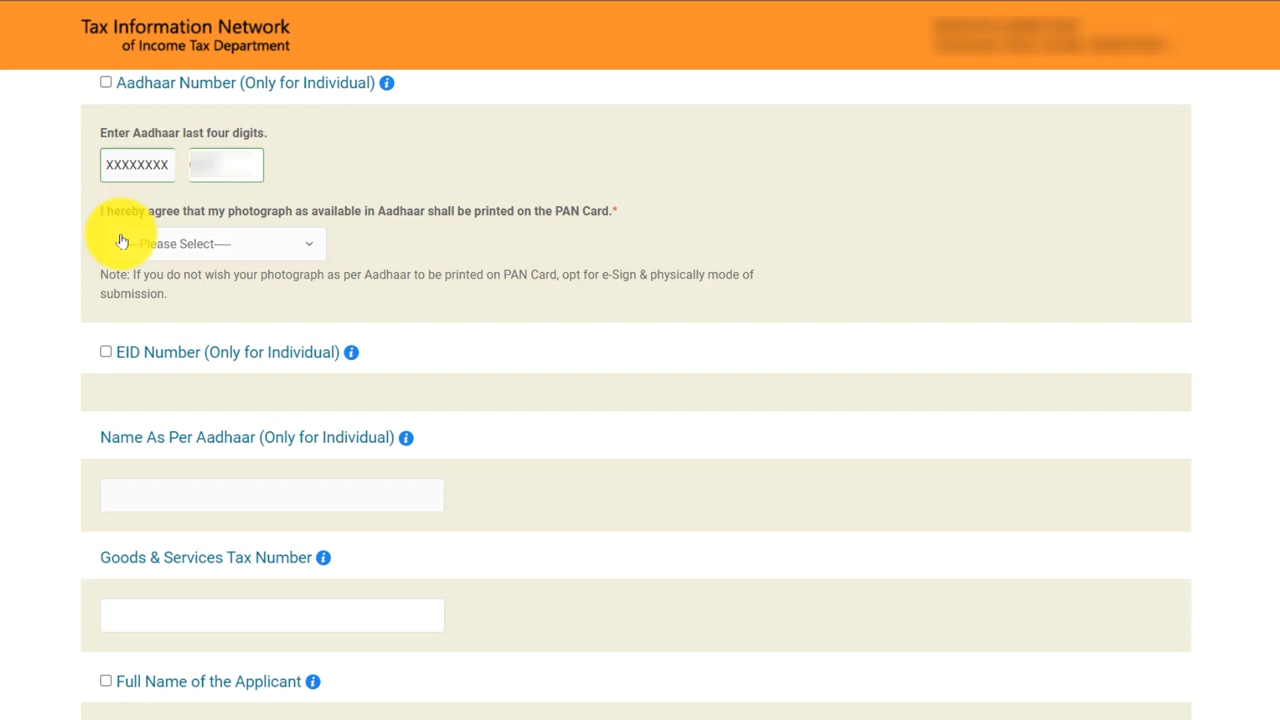 Tax Information Network
of Income Tax Department
Aadhaar Number (Only for Individual)
Enter Aadhaar last four digits.
XXXXXXXX
I hereby agree that my photograph as available in Aadhaar shall be printed on the PAN Card.*
Please Select-----
Note: If you do not wish your photograph as per Aadhaar to be printed on PAN Card, opt for e-Sign & physically mode of
submission.
EID Number (Only for Individual)
Name As Per Aadhaar (Only for Individual)
Goods & Services Tax Number
Full Name of the Applicant